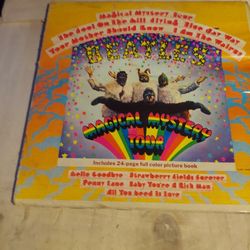 Magical Mystery Tour
The Fool On The Hill Flying Blue Jay Way
Your Mother Should Know I Am The Walrus
BEATLES
MAGICAL MYSTERY
TOUR
Includes 24-page full color picture book
Hello Goodbye Strawberry Fields Forever
Penny Lane Baby You're A Rich Man
All You Need Is Love